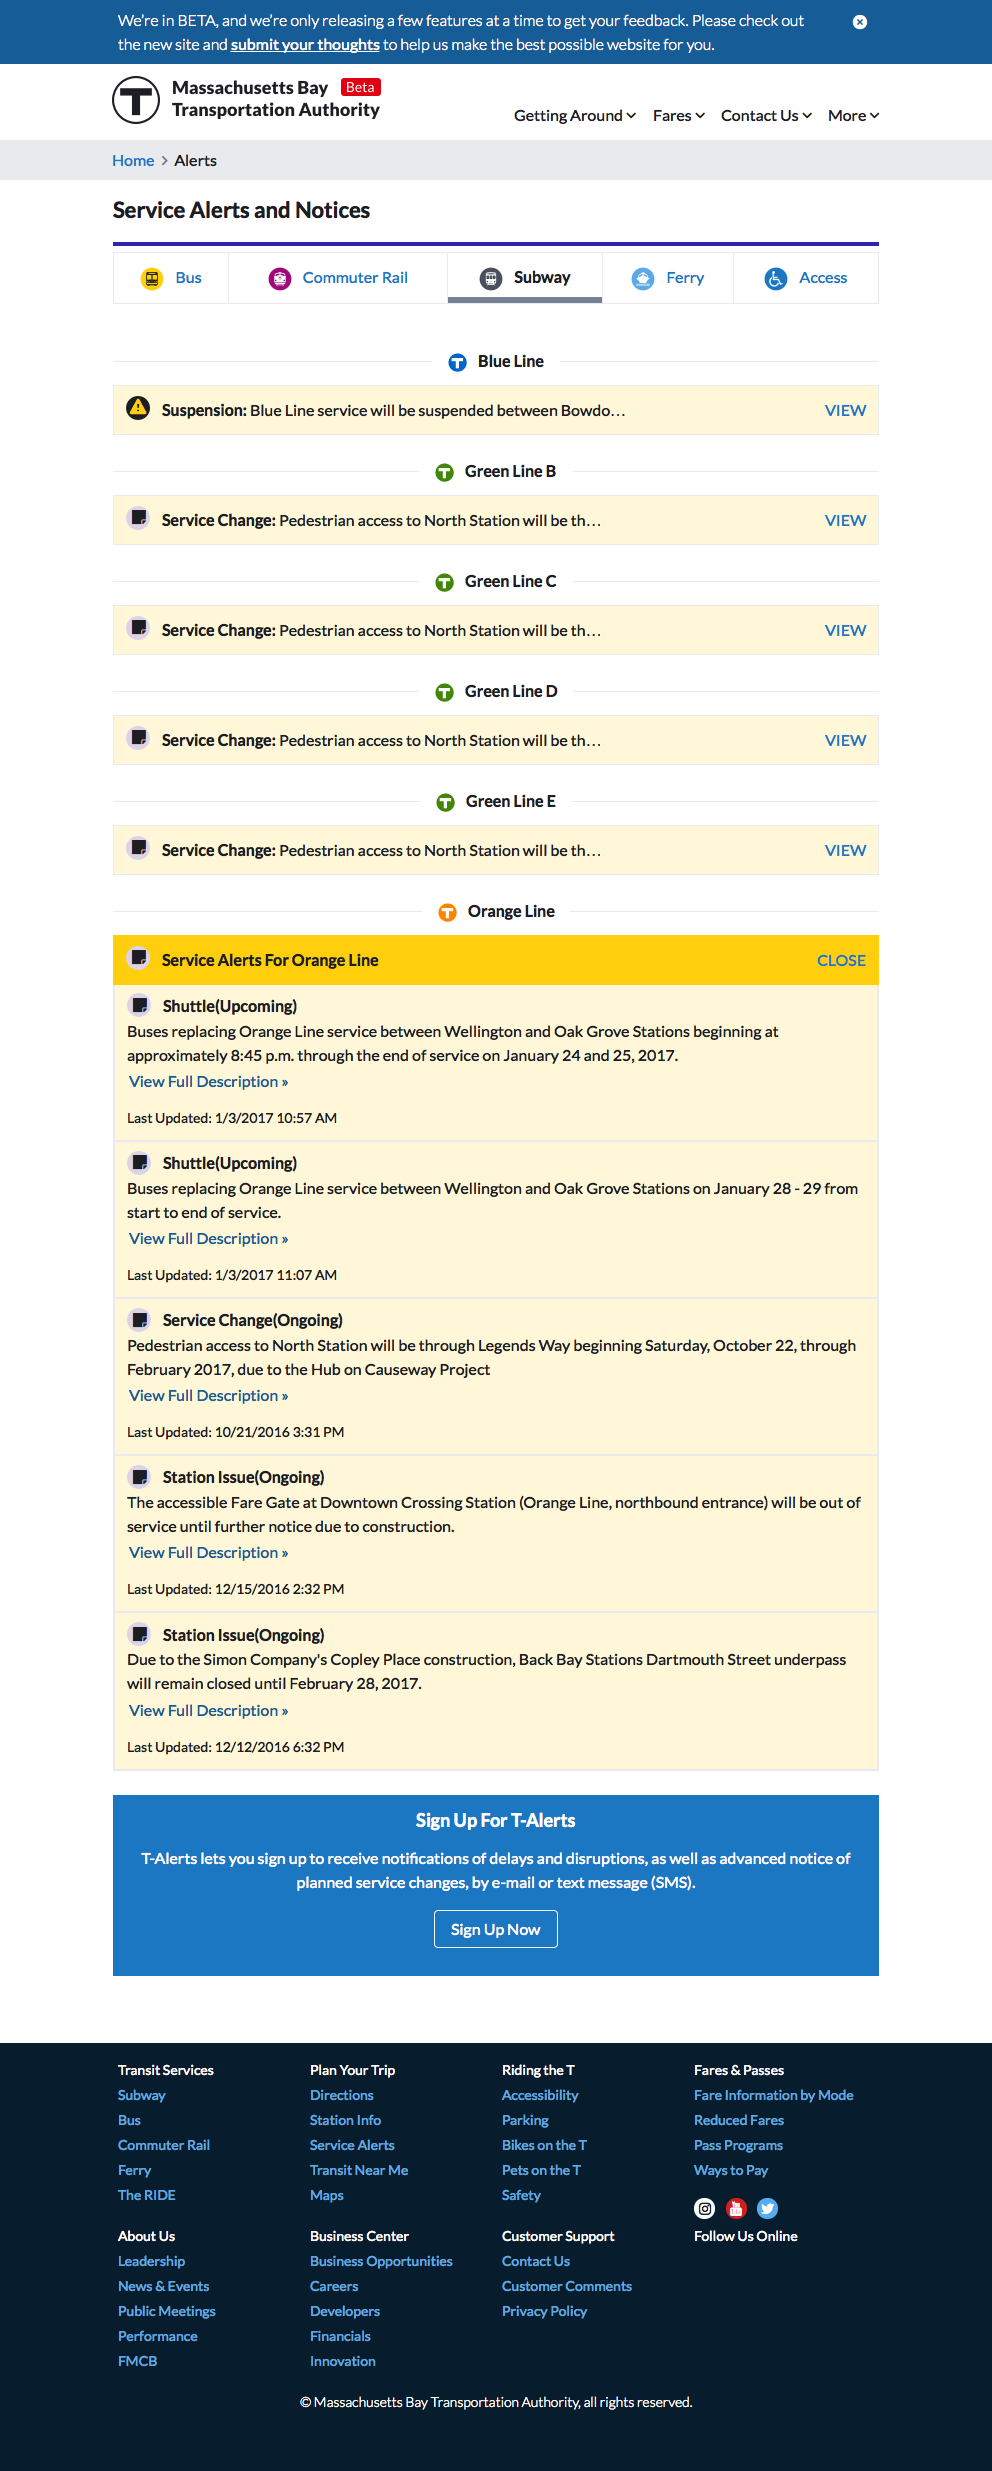 We're in BETA, and we're only releasing a few features at a time to get your feedback. Please check out
the new site and submit your thoughts to help us make the best possible website for you.
Massachusetts Bay Beta
Transportation Authority
Getting Around Fares Contact Us More
Home > Alerts
Service Alerts and Notices
Bus Commuter Rail Subway Ferry Access
T Blue Line
Suspension: Blue Line service will be suspended between Bowdo… VIEW
T Green Line B
Service Change: Pedestrian access to North Station will be th… VIEW
T Green Line C
Service Change: Pedestrian access to North Station will be th… VIEW
T Green Line D
Service Change: Pedestrian access to North Station will be th… VIEW
T Green Line E
Service Change: Pedestrian access to North Station will be th… VIEW
T Orange Line
Service Alerts For Orange Line CLOSE
Shuttle(Upcoming)
Buses replacing Orange Line service between Wellington and Oak Grove Stations beginning at
approximately 8:45 p.m. through the end of service on January 24 and 25, 2017.
View Full Description »
Last Updated: 1/3/2017 10:57 AM
Shuttle(Upcoming)
Buses replacing Orange Line service between Wellington and Oak Grove Stations on January 28 - 29 from
start to end of service.
View Full Description »
Last Updated: 1/3/2017 11:07 AM
Service Change(Ongoing)
Pedestrian access to North Station will be through Legends Way beginning Saturday, October 22, through
February 2017, due to the Hub on Causeway Project
View Full Description »
Last Updated: 10/21/2016 3:31 PM
Station Issue(Ongoing)
The accessible Fare Gate at Downtown Crossing Station (Orange Line, northbound entrance) will be out of
service until further notice due to construction.
View Full Description »
Last Updated: 12/15/2016 2:32 PM
Station Issue(Ongoing)
Due to the Simon Company's Copley Place construction, Back Bay Stations Dartmouth Street underpass
will remain closed until February 28, 2017.
View Full Description »
Last Updated: 12/12/2016 6:32 PM
Sign Up For T-Alerts
T-Alerts lets you sign up to receive notifications of delays and disruptions, as well as advanced notice of
planned service changes, by e-mail or text message (SMS).
Sign Up Now
Transit Services
Subway
Bus
Commuter Rail
Ferry
The RIDE
Plan Your Trip
Directions
Station Info
Service Alerts
Transit Near Me
Maps
Riding the T
Accessibility
Parking
Bikes on the T
Pets on the T
Safety
Fares & Passes
Fare Information by Mode
Reduced Fares
Pass Programs
Ways to Pay
About Us
Leadership
News & Events
Public Meetings
Performance
FMCB
Business Center
Business Opportunities
Careers
Developers
Financials
Innovation
Customer Support
Contact Us
Customer Comments
Privacy Policy
Follow Us Online
© Massachusetts Bay Transportation Authority, all rights reserved.